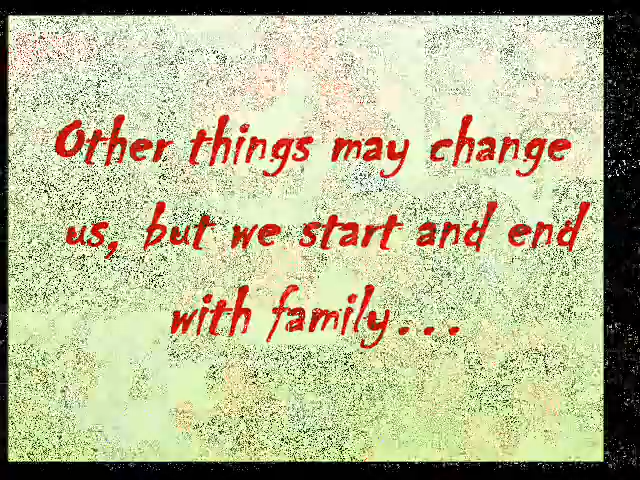 Other things may change
us, but we start and end
with family...